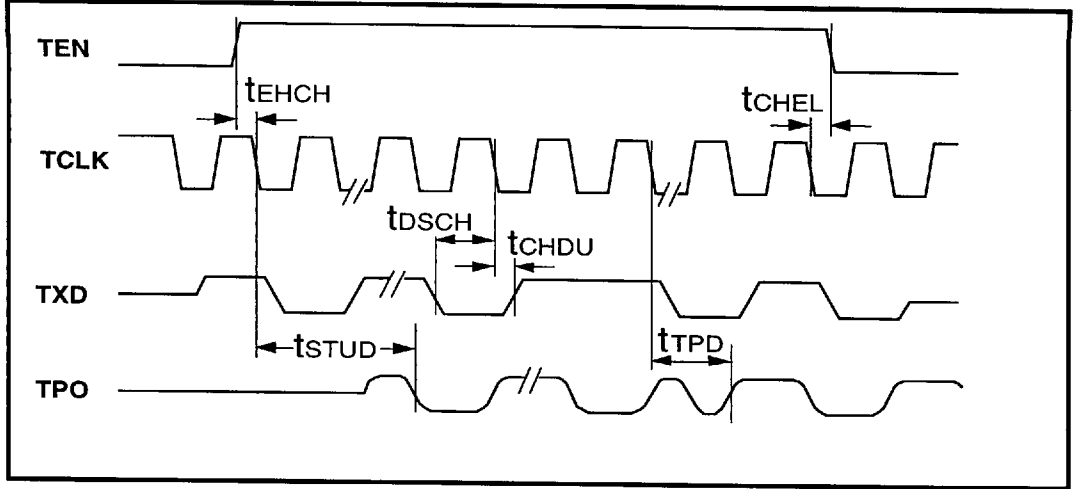 TEN
tEHCH
tCHEL
TCLK
tDSCH
tCHDU
TXD
tSTUD
tTPD
TPO